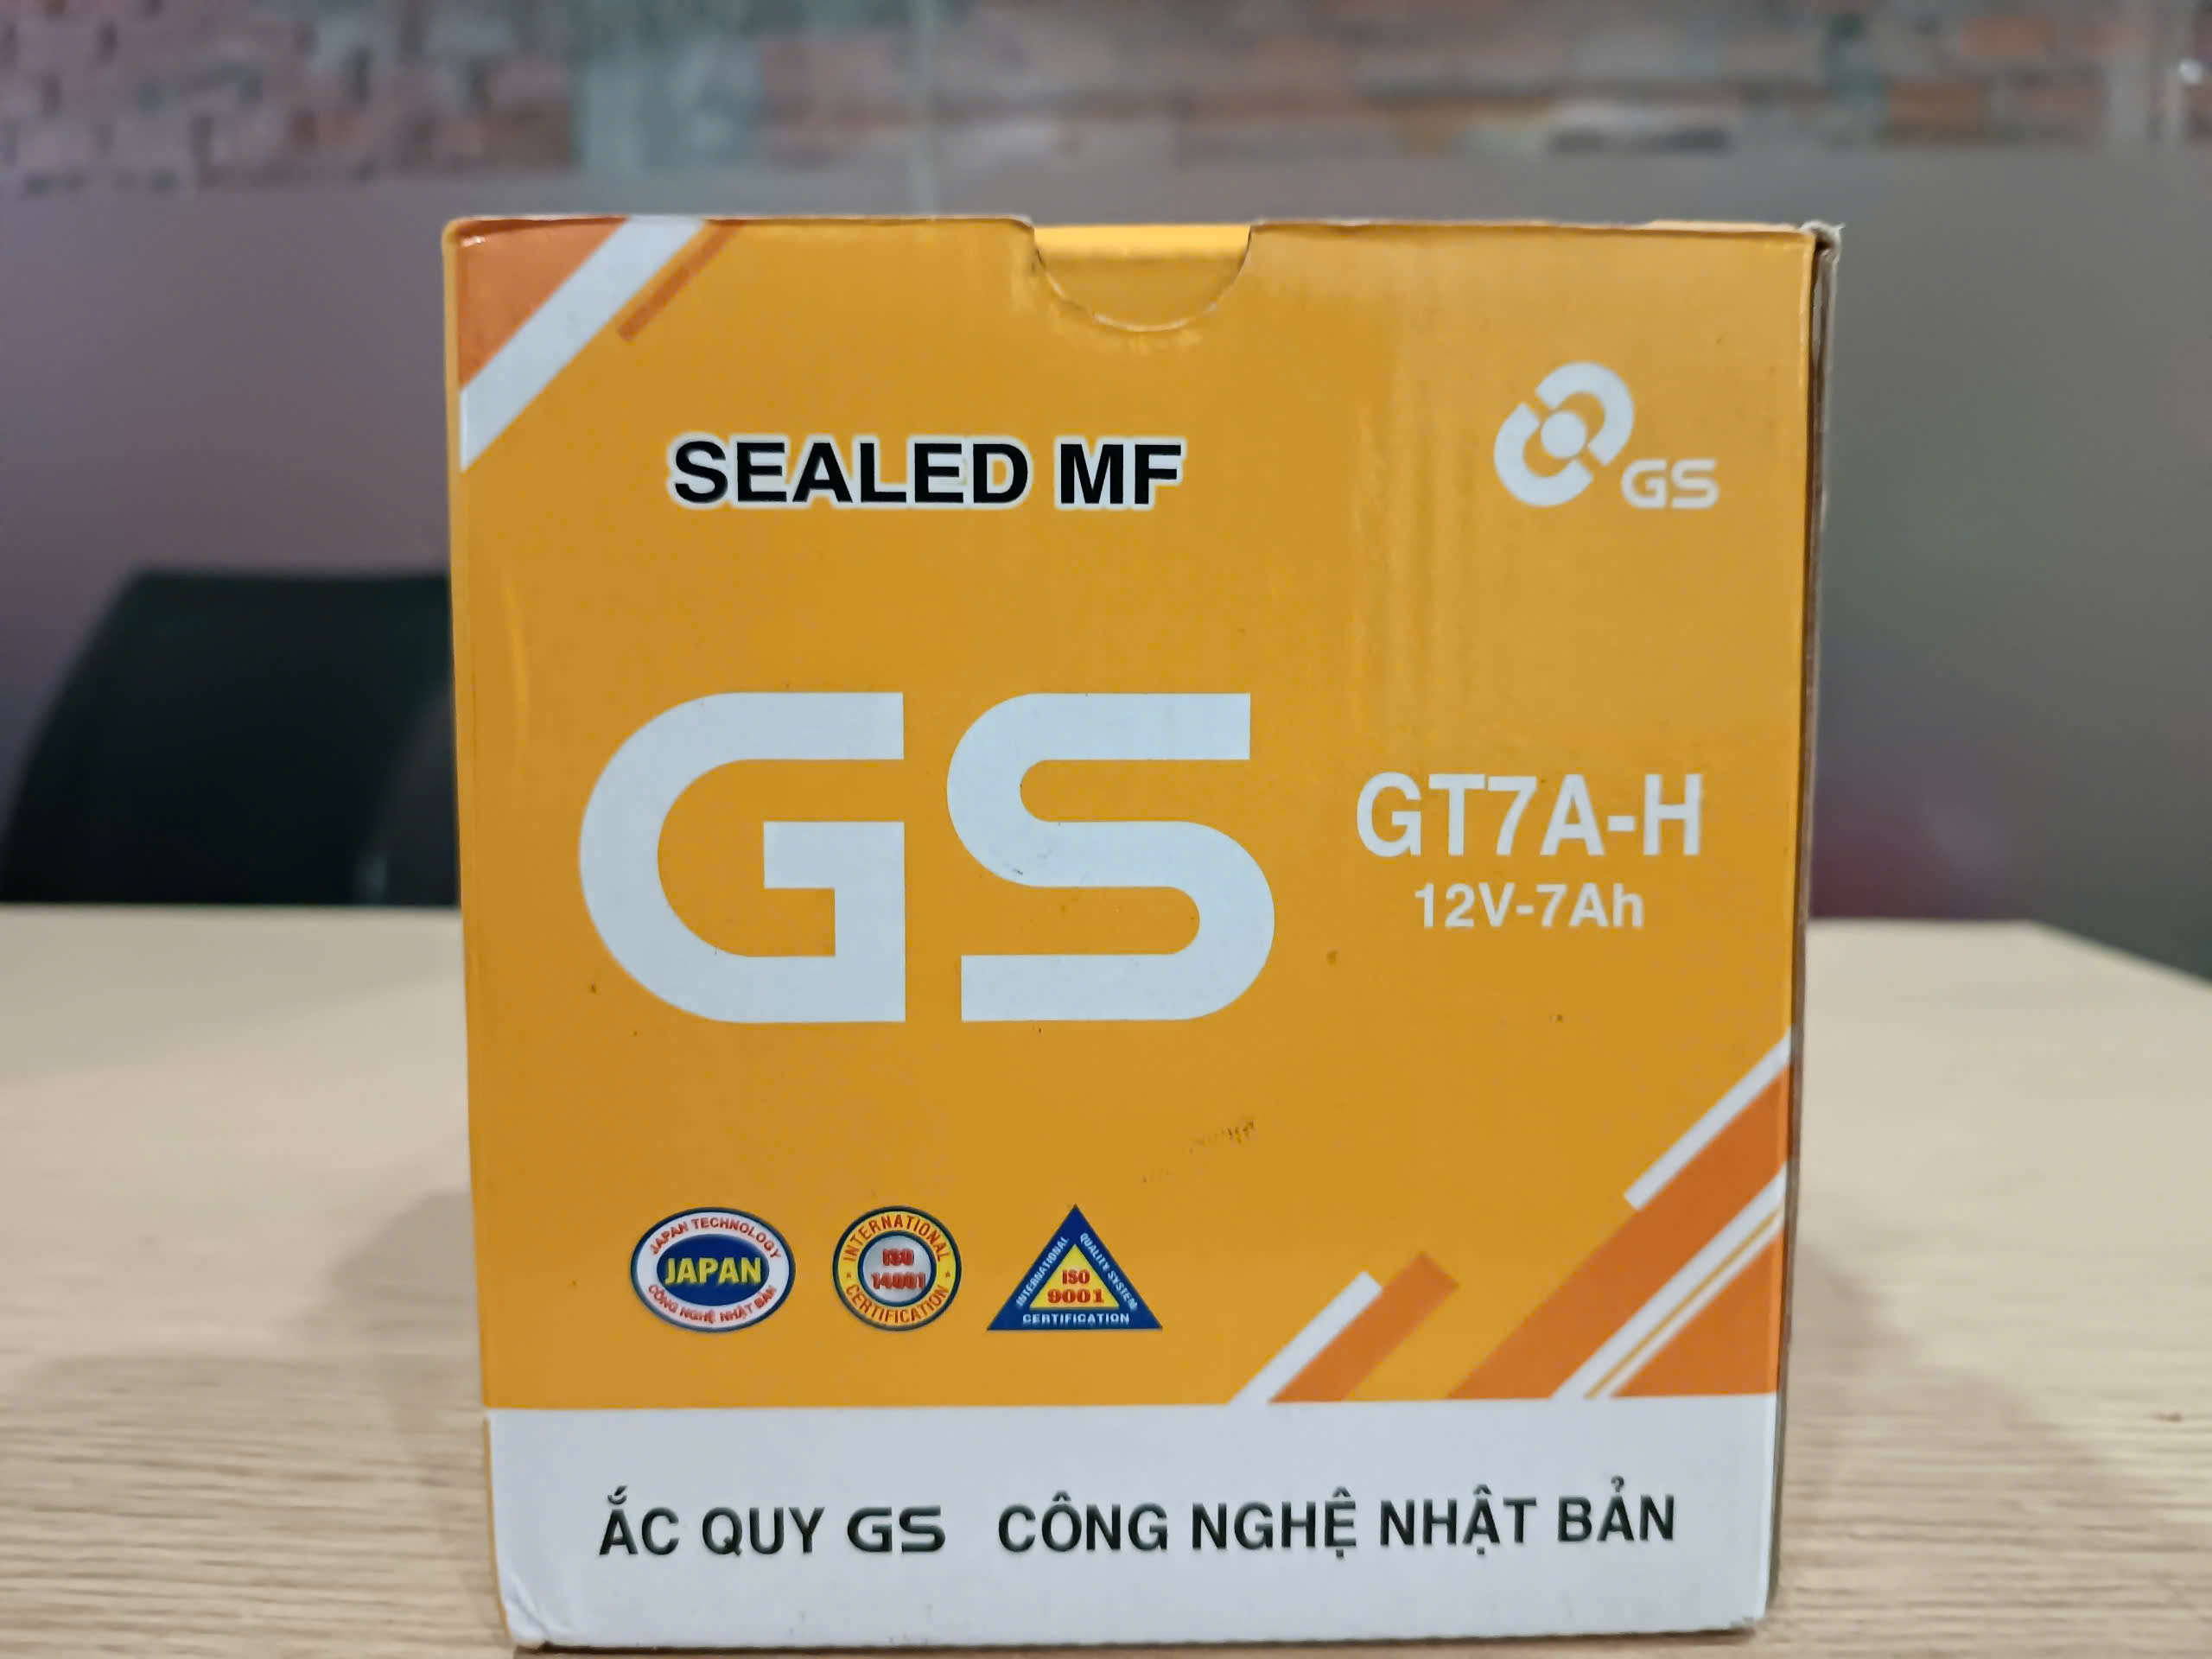 SEALED MF
GS
GS
GT7A-H
12V-7Ah
JAPAN TECHNOLOGY
JAPAN
CÔNG NGHỆ NHẬT BẢN
INTERNATIONAL
ISO
14001
CERTIFICATION
INTERNATIONAL QUALITY SYSTEM
ISO
9001
CERTIFICATION
ẮC QUY GS CÔNG NGHỆ NHẬT BẢN